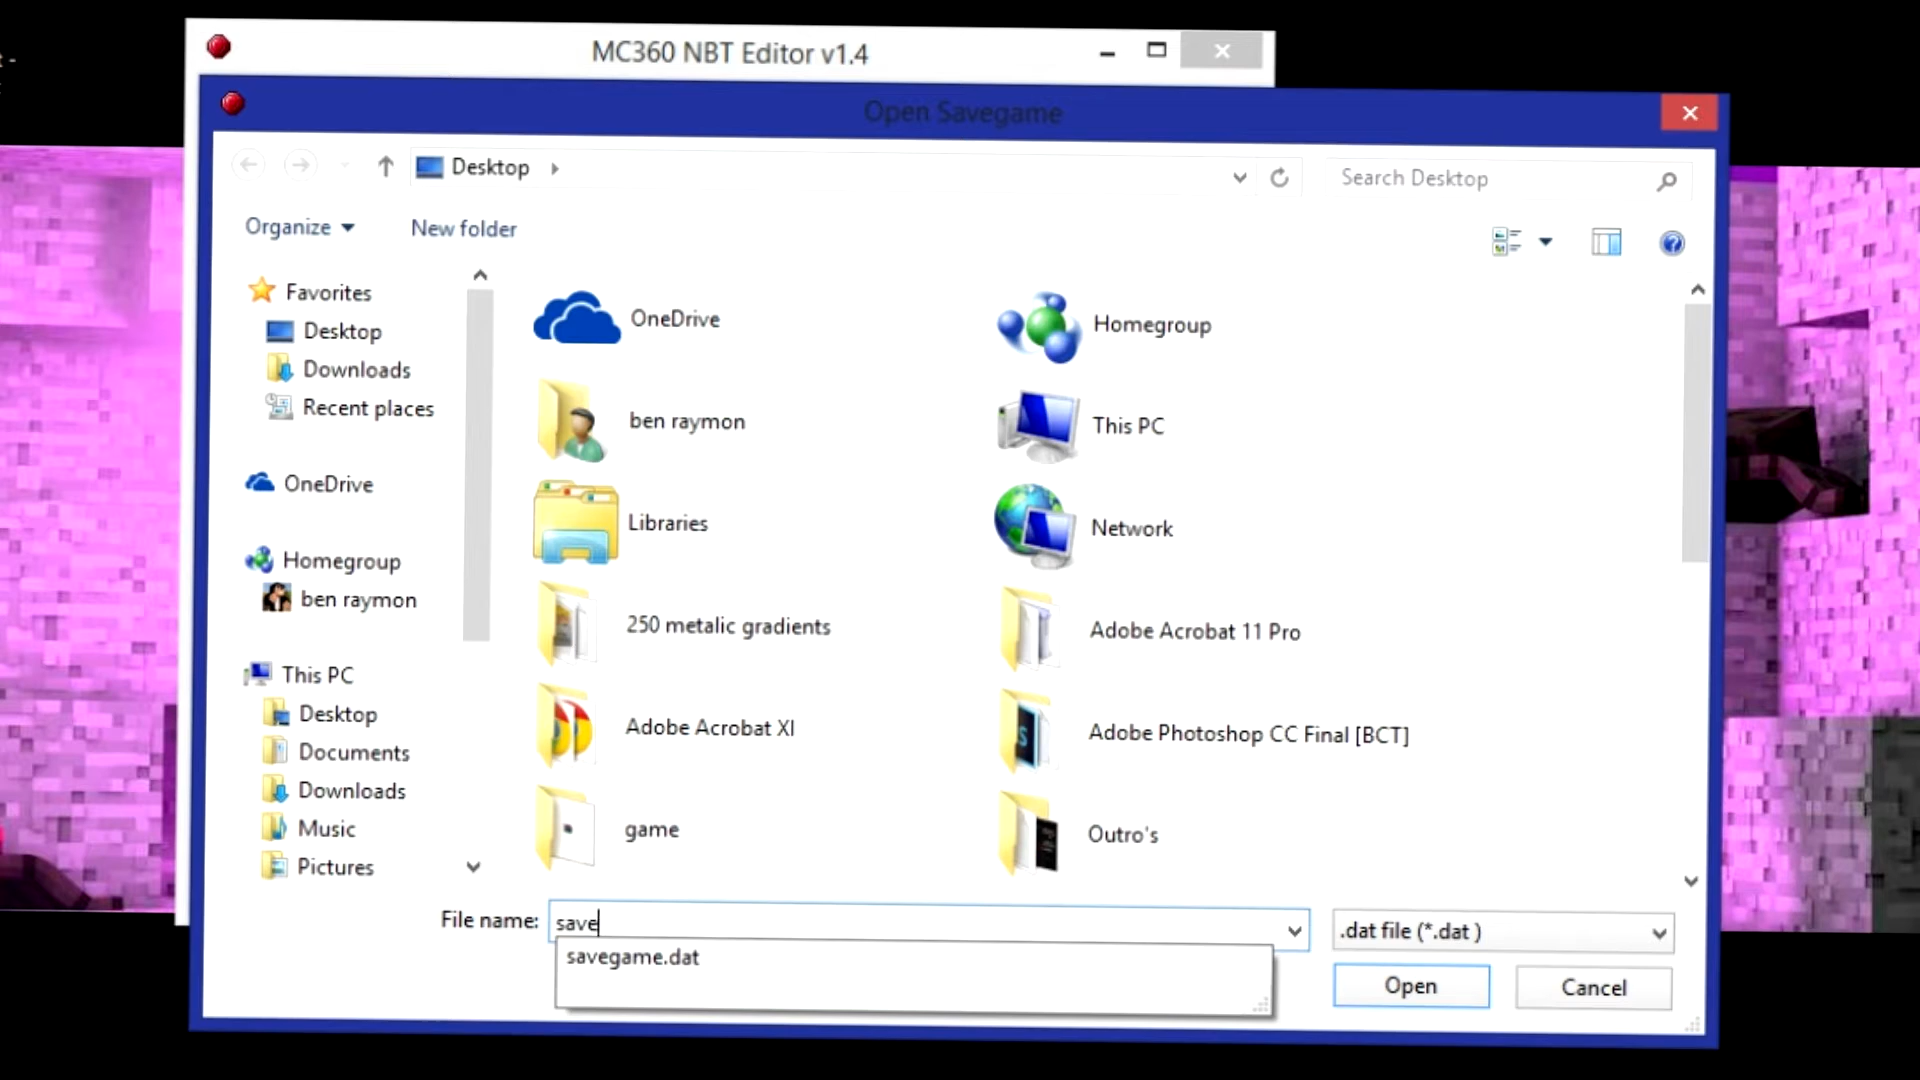 MC360 NBT Editor v1.4
Open Savegame
Desktop
Search Desktop
Organize
New folder
Favorites
Desktop
Downloads
Recent places
OneDrive
Homegroup
ben raymon
This PC
Desktop
Documents
Downloads
Music
Pictures
OneDrive
Homegroup
ben raymon
This PC
Libraries
Network
250 metalic gradients
Adobe Acrobat 11 Pro
Adobe Acrobat XI
Adobe Photoshop CC Final [BCT]
game
Outro's
File name:
save
.dat file (*.dat )
savegame.dat
Open
Cancel